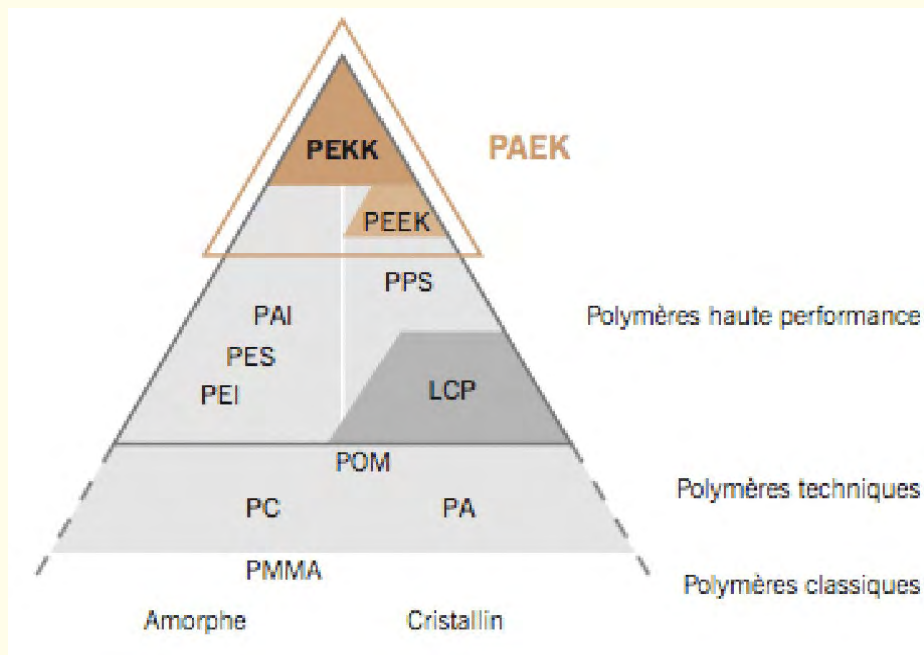 PEKK
PAEK
PEEK
PPS
PAI
Polymères haute performance
PES
PEI
LCP
POM
Polymères techniques
PC
PA
PMMA
Polymères classiques
Amorphe
Cristallin